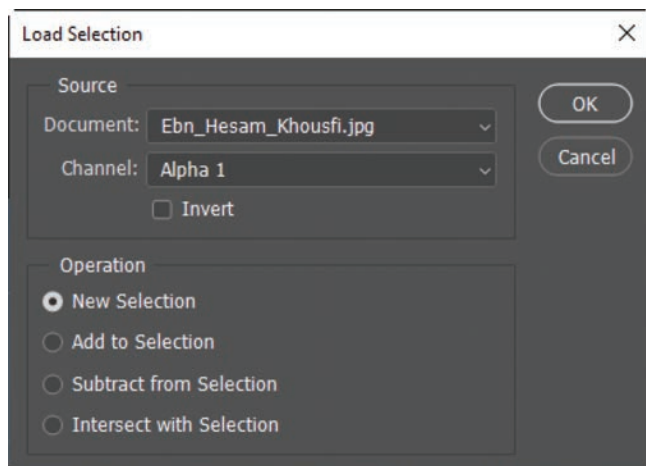 Load Selection
Source
Document: Ebn_Hesam_Khousfi.jpg
Channel: Alpha 1
Invert
OK
Cancel
Operation
New Selection
Add to Selection
Subtract from Selection
Intersect with Selection